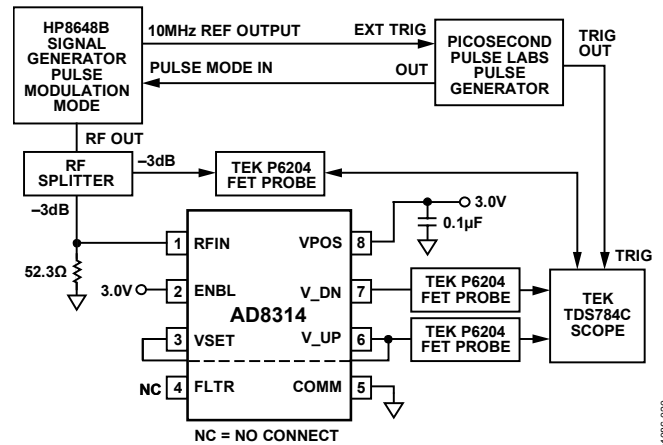 HP8648B
SIGNAL
GENERATOR
PULSE
MODULATION
MODE
10MHz REF OUTPUT
EXT TRIG
PULSE MODE IN
OUT
PICOSECOND
PULSE LABS
PULSE
GENERATOR
TRIG
OUT
RF OUT
RF
SPLITTER
–3dB
–3dB
TEK P6204
FET PROBE
3.0V
0.1µF
52.3Ω
3.0V
1 RFIN
2 ENBL
3 VSET
NC 4 FLTR
AD8314
VPOS 8
V_DN 7
V_UP 6
COMM 5
TEK P6204
FET PROBE
TEK P6204
FET PROBE
TRIG
TEK
TDS784C
SCOPE
NC = NO CONNECT